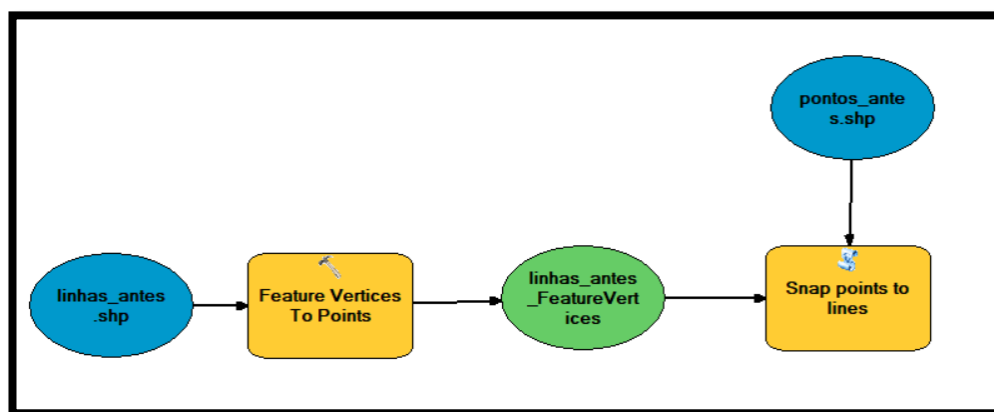 pontos_ante
s.shp
linhas_antes
.shp
Feature Vertices
To Points
linhas_antes
_FeatureVert
ices
Snap points to
lines